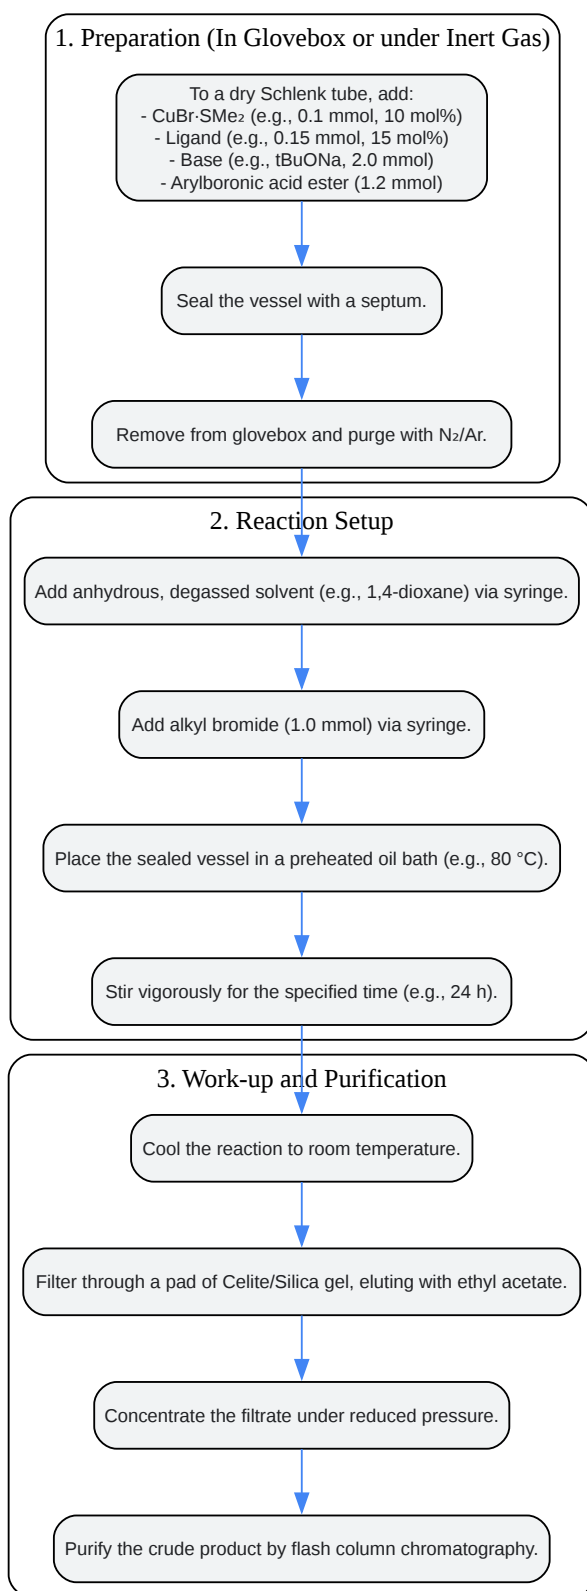 1. Preparation (In Glovebox or under Inert Gas)
To a dry Schlenk tube, add:
- CuBr·SMe₂ (e.g., 0.1 mmol, 10 mol%)
- Ligand (e.g., 0.15 mmol, 15 mol%)
- Base (e.g., tBuONa, 2.0 mmol)
- Arylboronic acid ester (1.2 mmol)
Seal the vessel with a septum.
Remove from glovebox and purge with N₂/Ar.
2. Reaction Setup
Add anhydrous, degassed solvent (e.g., 1,4-dioxane) via syringe.
Add alkyl bromide (1.0 mmol) via syringe.
Place the sealed vessel in a preheated oil bath (e.g., 80 °C).
Stir vigorously for the specified time (e.g., 24 h).
3. Work-up and Purification
Cool the reaction to room temperature.
Filter through a pad of Celite/Silica gel, eluting with ethyl acetate.
Concentrate the filtrate under reduced pressure.
Purify the crude product by flash column chromatography.